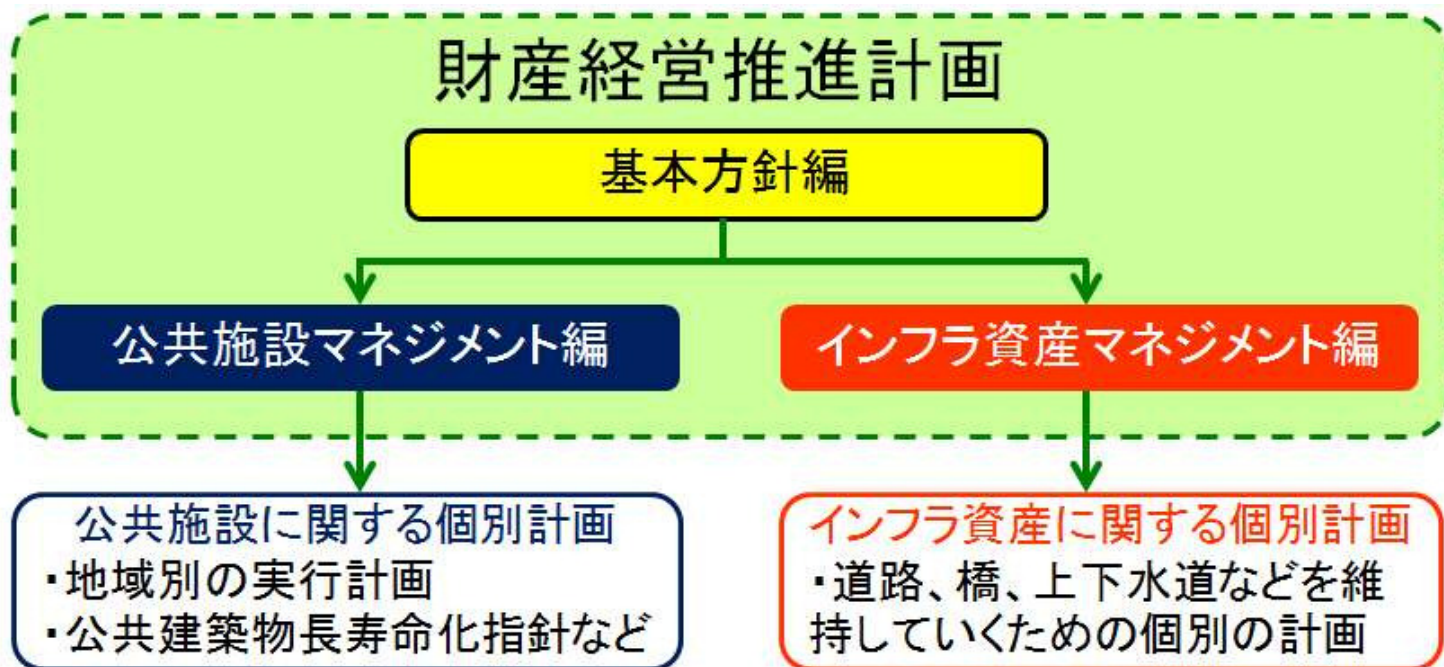 財産経営推進計画
基本方針編
公共施設マネジメント編
インフラ資産マネジメント編
公共施設に関する個別計画
・地域別の実行計画
・公共建築物長寿命化指針など
インフラ資産に関する個別計画
・道路、橋、上下水道などを維
持していくための個別の計画